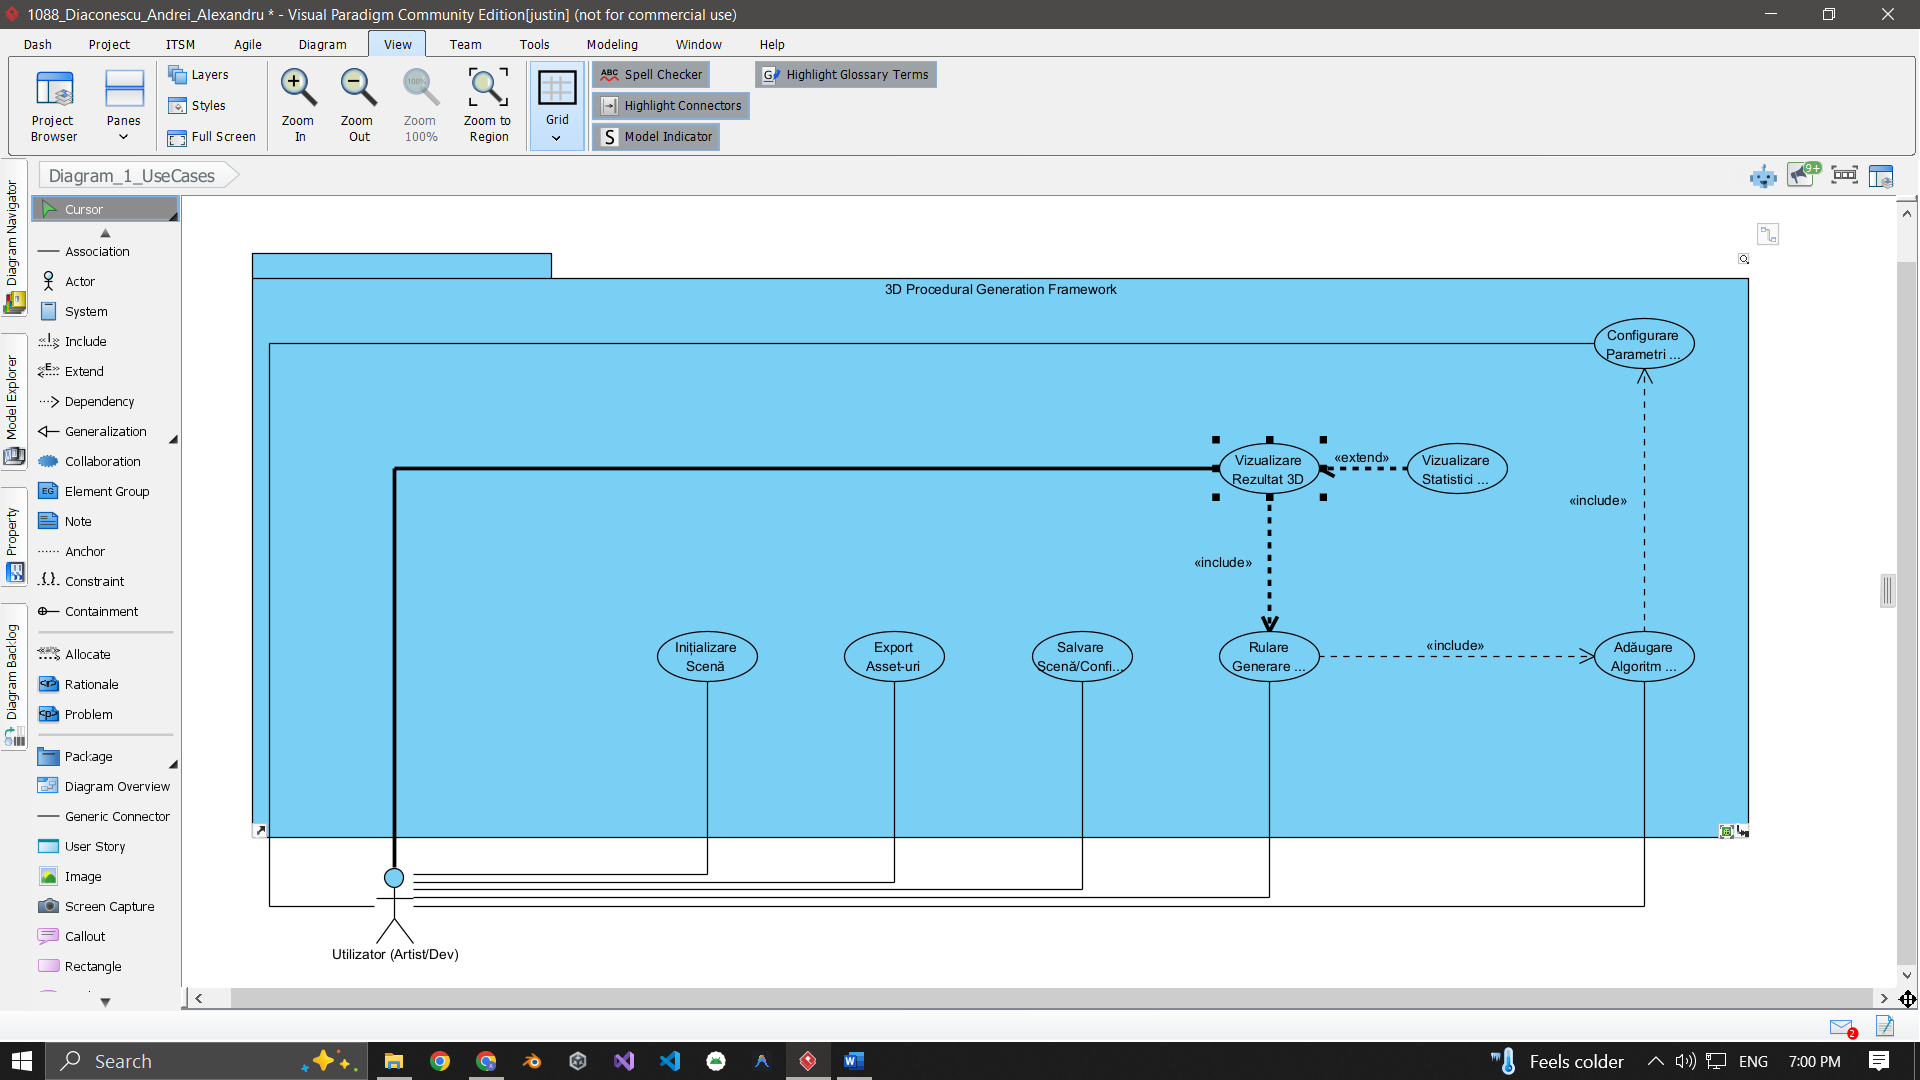 1088_Diaconescu_Andrei_Alexandru * - Visual Paradigm Community Edition[justin] (not for commercial use)
Dash
Project
ITSM
Agile
Diagram
View
Team
Tools
Modeling
Window
Help
Project
Browser
Panes
Layers
Styles
Full Screen
Zoom
In
Zoom
Out
100%
Zoom
100%
Zoom to
Region
Grid
ABC Spell Checker
Highlight Connectors
S Model Indicator
G Highlight Glossary Terms
Diagram_1_UseCases
9+
Diagram Navigator
Model Explorer
Property
Diagram Backlog
Cursor
Association
Actor
System
Include
Extend
Dependency
Generalization
Collaboration
EG Element Group
Note
Anchor
Constraint
Containment
Allocate
Rationale
Problem
Package
Diagram Overview
Generic Connector
User Story
Image
Screen Capture
Callout
Rectangle
3D Procedural Generation Framework
Configurare
Parametri ...
Vizualizare
Rezultat 3D
«extend»
Vizualizare
Statistici ...
«include»
«include»
Inițializare
Scenă
Export
Asset-uri
Salvare
Scenă/Confi...
Rulare
Generare ...
«include»
Adăugare
Algoritm ...
Utilizator (Artist/Dev)
2
Search
Feels colder
ENG
7:00 PM